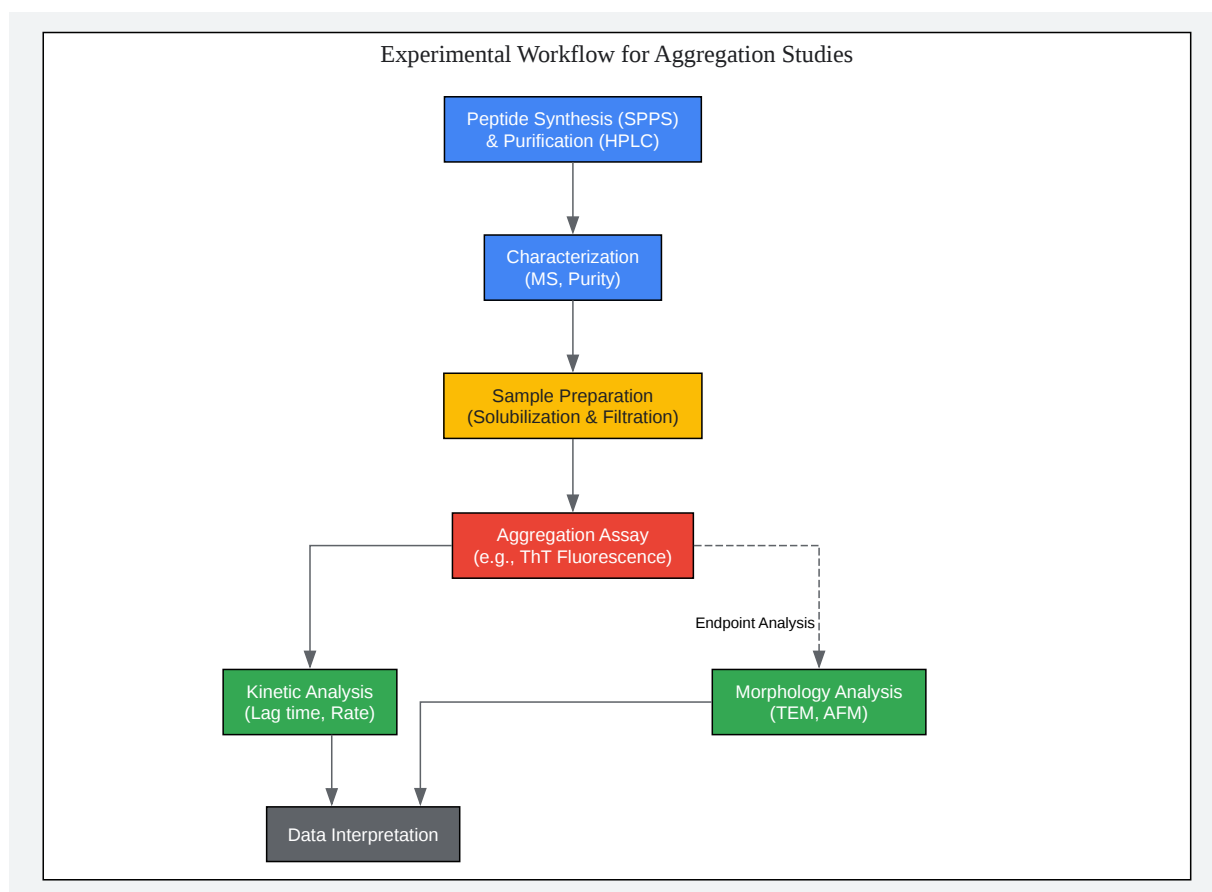 Experimental Workflow for Aggregation Studies
Peptide Synthesis (SPPS)
& Purification (HPLC)
Characterization
(MS, Purity)
Sample Preparation
(Solubilization & Filtration)
Aggregation Assay
(e.g., ThT Fluorescence)
Endpoint Analysis
Kinetic Analysis
(Lag time, Rate)
Morphology Analysis
(TEM, AFM)
Data Interpretation